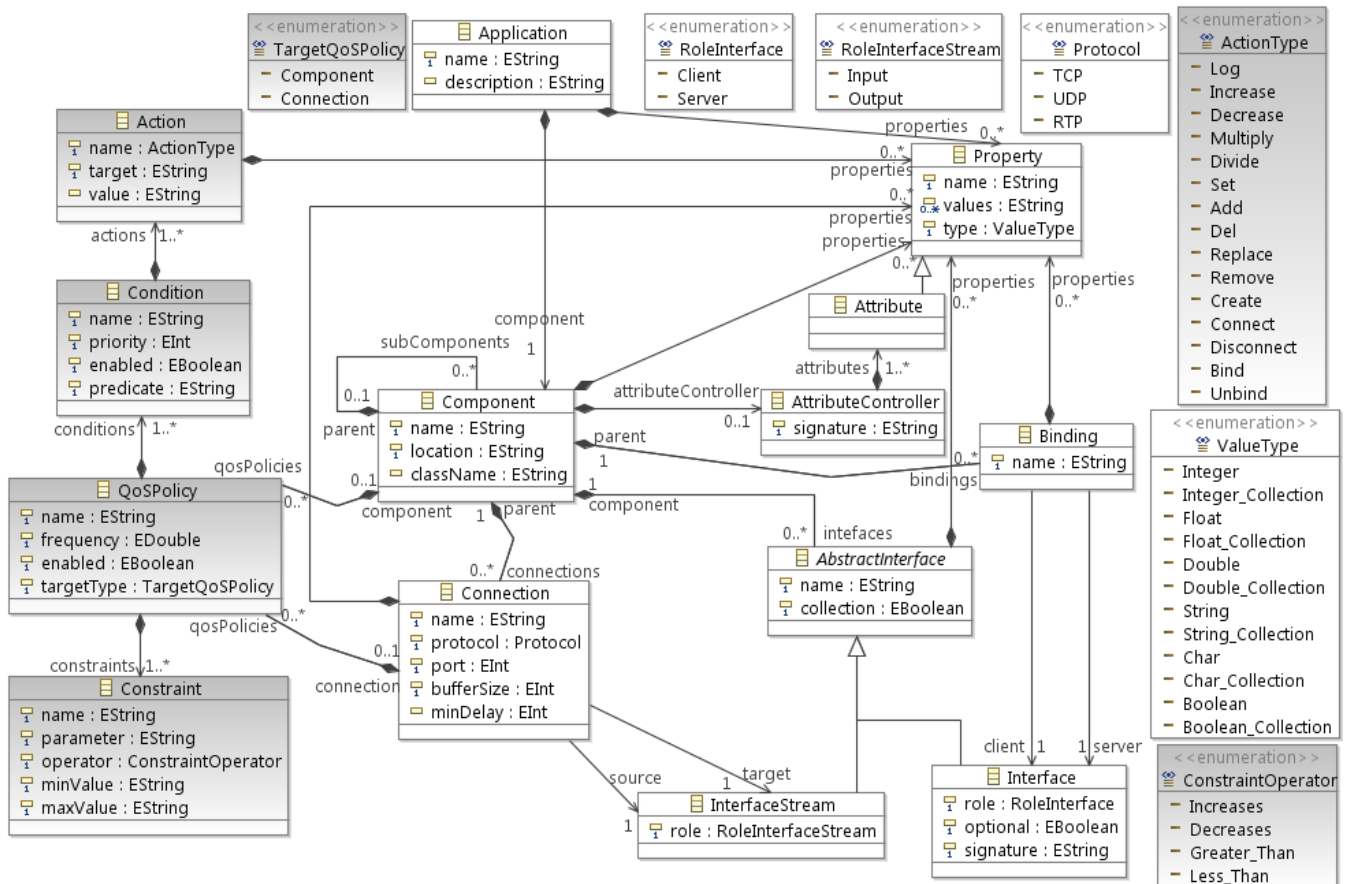 <<enumeration>>
TargetQoSPolicy
Component
Connection
Application
name : EString
description : EString
<<enumeration>>
RoleInterface
Client
Server
<<enumeration>>
RoleInterfaceStream
Input
Output
<<enumeration>>
Protocol
TCP
UDP
RTP
<<enumeration>>
ActionType
Log
Increase
Decrease
Multiply
Divide
Set
Add
Del
Replace
Remove
Create
Connect
Disconnect
Bind
Unbind
Action
name : ActionType
target : EString
value : EString
properties 0..*
0..*
properties
0..*
properties
properties
0..*
Property
name : EString
0..* values : EString
type : ValueType
actions 1..*
Condition
name : EString
priority : EInt
enabled : EBoolean
predicate : EString
properties
0..*
properties
0..*
Attribute
component
1
subComponents
0..*
0..1
parent
attributes 1..*
attributeController
0..1
AttributeController
signature : EString
Component
name : EString
location : EString
className : EString
conditions 1..*
parent
1
0..*
bindings
Binding
name : EString
<<enumeration>>
ValueType
Integer
Integer_Collection
Float
Float_Collection
Double
Double_Collection
String
String_Collection
Char
Char_Collection
Boolean
Boolean_Collection
qosPolicies
0..*
0..1
component
1 parent
1
component
QoSPolicy
name : EString
frequency : EDouble
enabled : EBoolean
targetType : TargetQoSPolicy
0..* intefaces
AbstractInterface
name : EString
collection : EBoolean
0..* connections
Connection
name : EString
protocol : Protocol
port : EInt
bufferSize : EInt
minDelay : EInt
0..*
qosPolicies
0..1
connection
constraints 1..*
Constraint
name : EString
parameter : EString
operator : ConstraintOperator
minValue : EString
maxValue : EString
source
1
target
1
InterfaceStream
role : RoleInterfaceStream
client 1
1 server
Interface
role : RoleInterface
optional : EBoolean
signature : EString
<<enumeration>>
ConstraintOperator
Increases
Decreases
Greater_Than
Less_Than